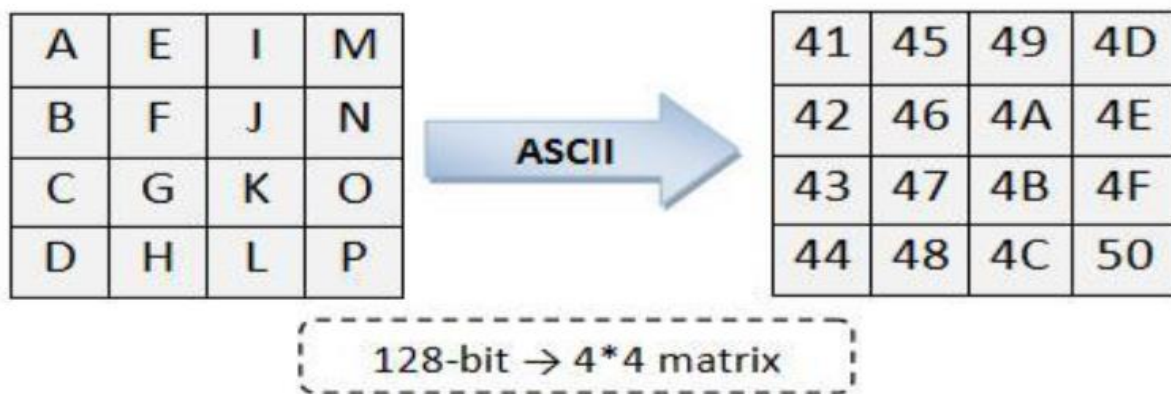 A E I M
B F J N
C G K O
D H L P
ASCII
41 45 49 4D
42 46 4A 4E
43 47 4B 4F
44 48 4C 50
128-bit → 4*4 matrix